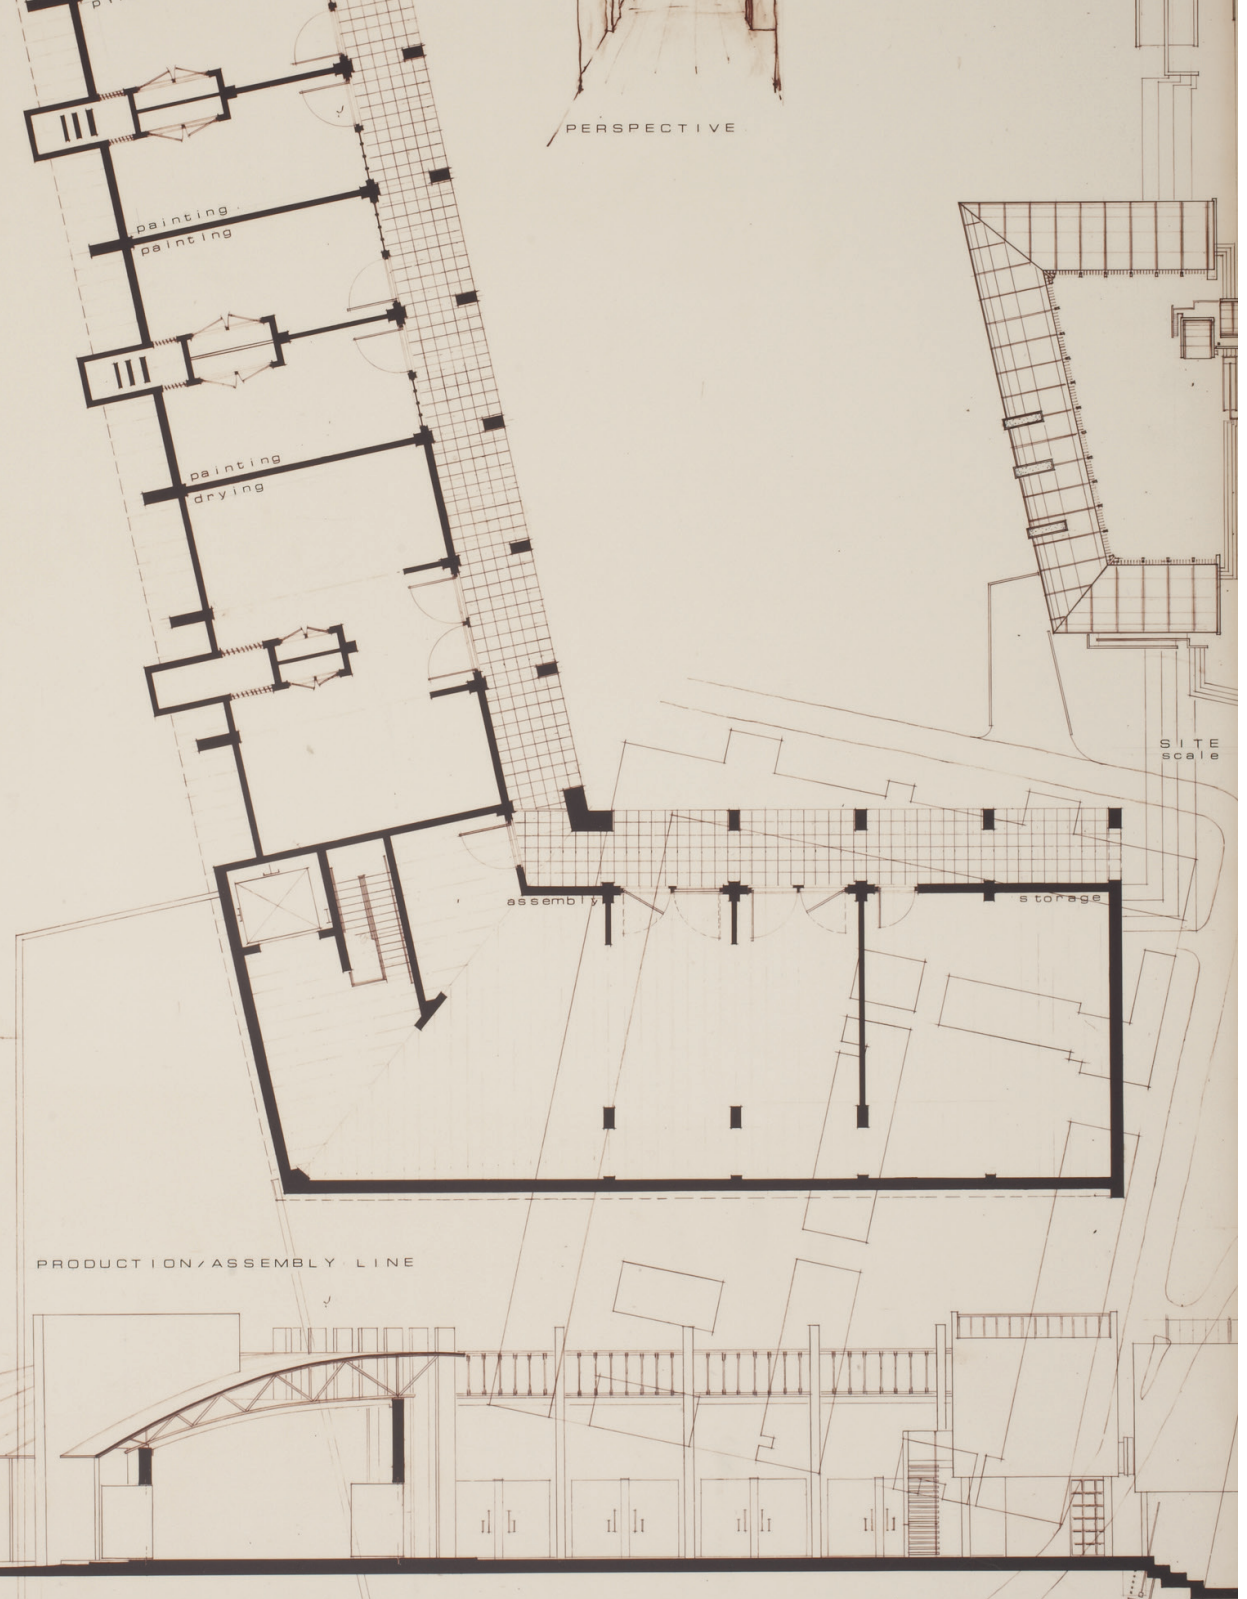 PERSPECTIVE
painting
painting
painting
drying
SITE
scale
assembly
storage
PRODUCTION/ASSEMBLY LINE